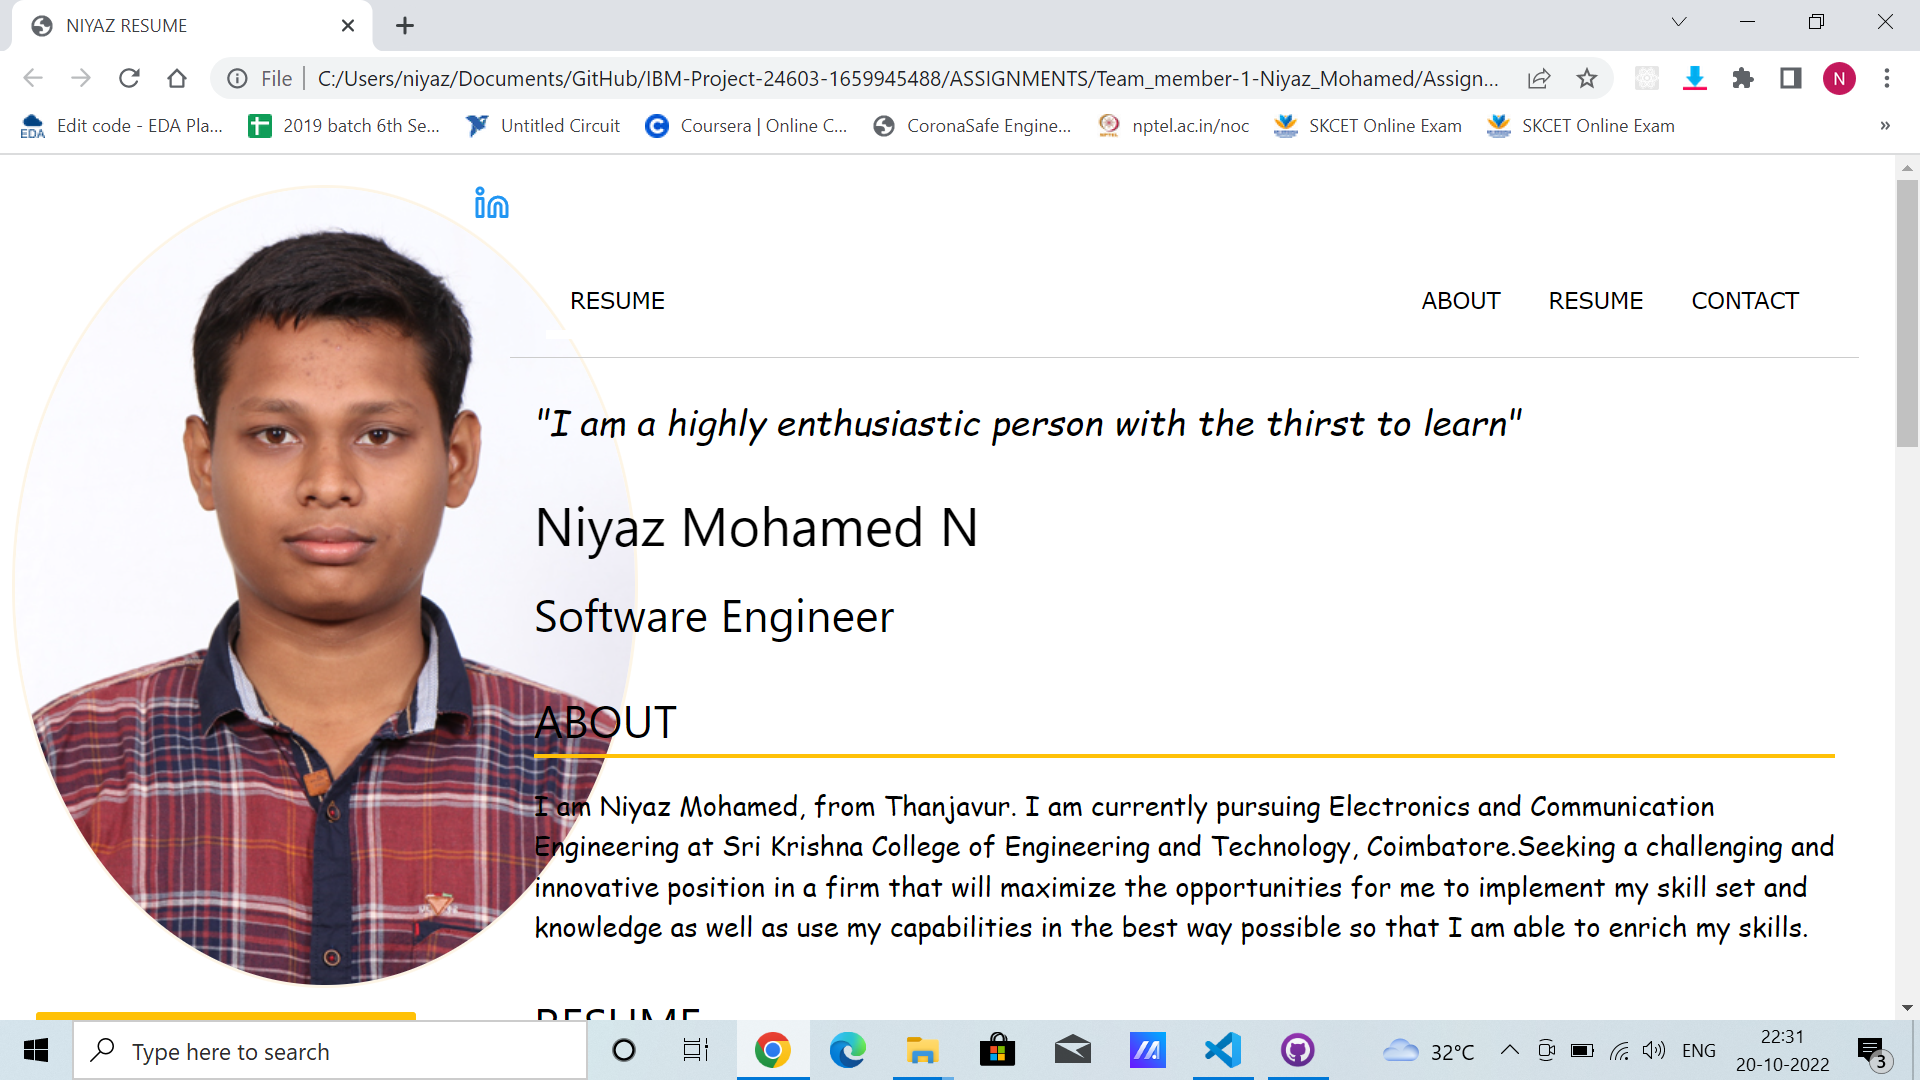 NIYAZ RESUME
File
C:/Users/niyaz/Documents/GitHub/IBM-Project-24603-1659945488/ASSIGNMENTS/Team_member-1-Niyaz_Mohamed/Assign...
N
EDA
Edit code - EDA Pla...
2019 batch 6th Se...
Untitled Circuit
Coursera | Online C...
CoronaSafe Engine...
nptel.ac.in/noc
SKCET Online Exam
SKCET Online Exam
»
in
RESUME
ABOUT RESUME CONTACT
"I am a highly enthusiastic person with the thirst to learn"
Niyaz Mohamed N
Software Engineer
ABOUT
I am Niyaz Mohamed, from Thanjavur. I am currently pursuing Electronics and Communication
Engineering at Sri Krishna College of Engineering and Technology, Coimbatore.Seeking a challenging and
innovative position in a firm that will maximize the opportunities for me to implement my skill set and
knowledge as well as use my capabilities in the best way possible so that I am able to enrich my skills.
RESUME
Type here to search
32°C
ENG
22:31
20-10-2022
3